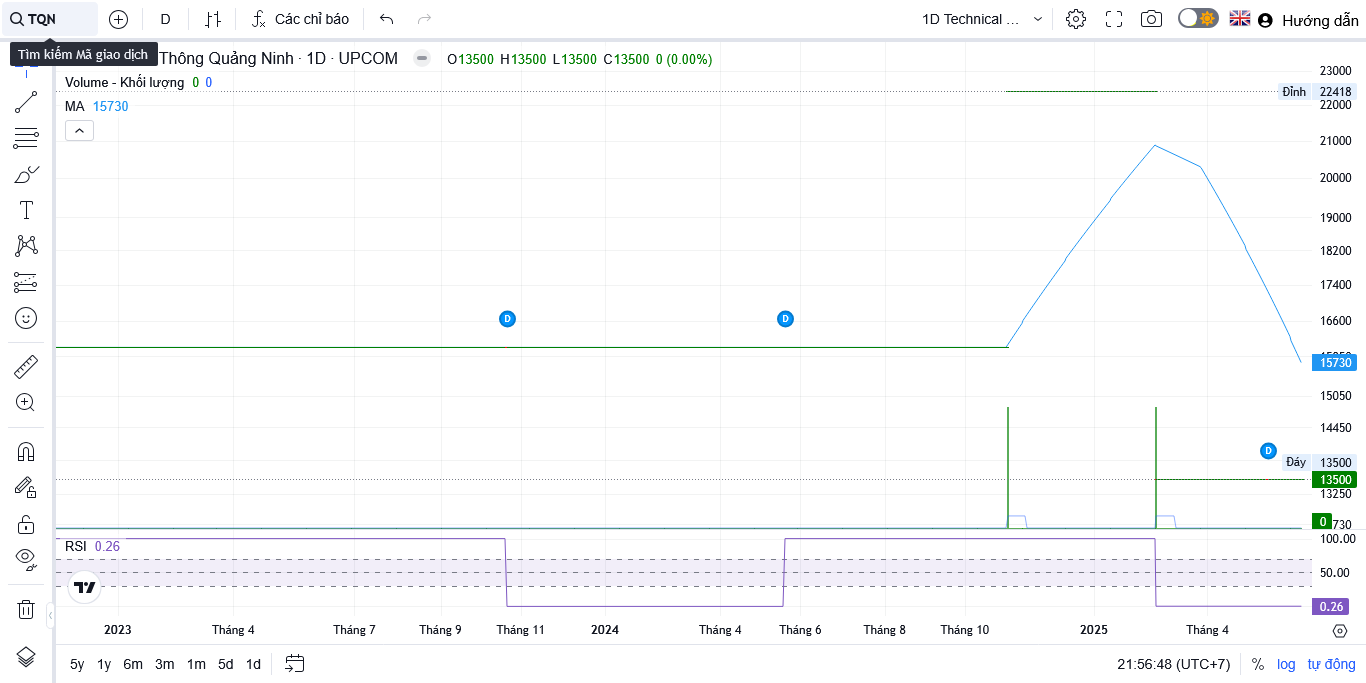 TQN
D
Các chỉ báo
1D Technical ...
Hướng dẫn
Tìm kiếm Mã giao dịch
Thông Quảng Ninh · 1D · UPCOM
O13500 H13500 L13500 C13500 0 (0.00%)
Volume - Khối lượng 0 0
MA 15730
23000
Đỉnh 22418
22000
21000
20000
19000
18200
17400
16600
15730
15050
14450
D
D
D
Đáy 13500
13500
13250
0
730
RSI 0.26
100.00
50.00
0.26
2023
Tháng 4
Tháng 7
Tháng 9
Tháng 11
2024
Tháng 4
Tháng 6
Tháng 8
Tháng 10
2025
Tháng 4
5y 1y 6m 3m 1m 5d 1d
21:56:48 (UTC+7)
% log tự động